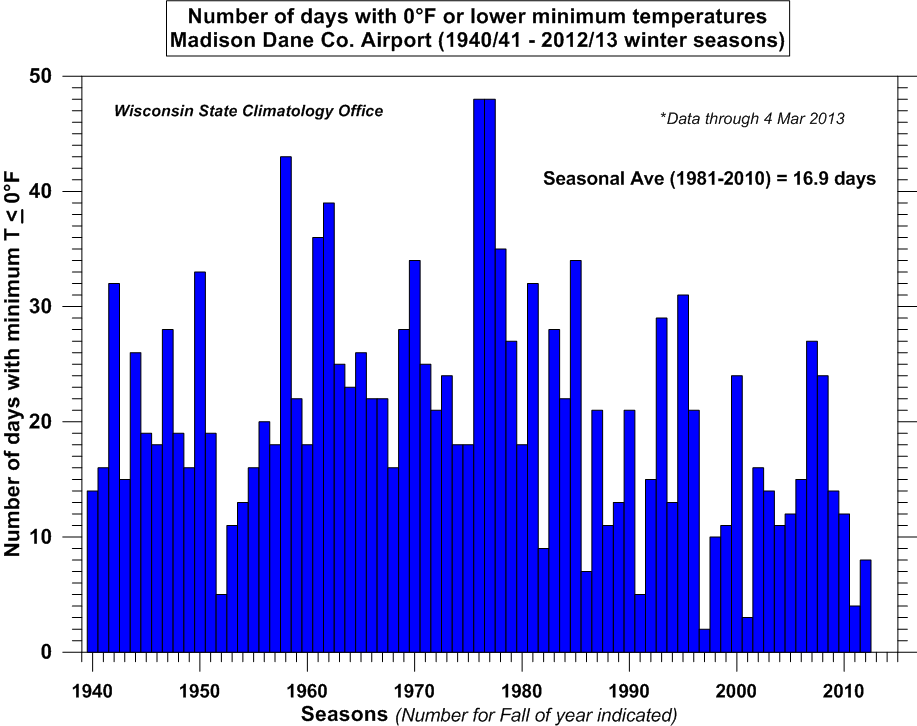 Number of days with 0°F or lower minimum temperatures
Madison Dane Co. Airport (1940/41 - 2012/13 winter seasons)
Wisconsin State Climatology Office
*Data through 4 Mar 2013
Seasonal Ave (1981-2010) = 16.9 days
Number of days with minimum T ≤ 0°F
50
40
30
20
10
0
1940 1950 1960 1970 1980 1990 2000 2010
Seasons (Number for Fall of year indicated)